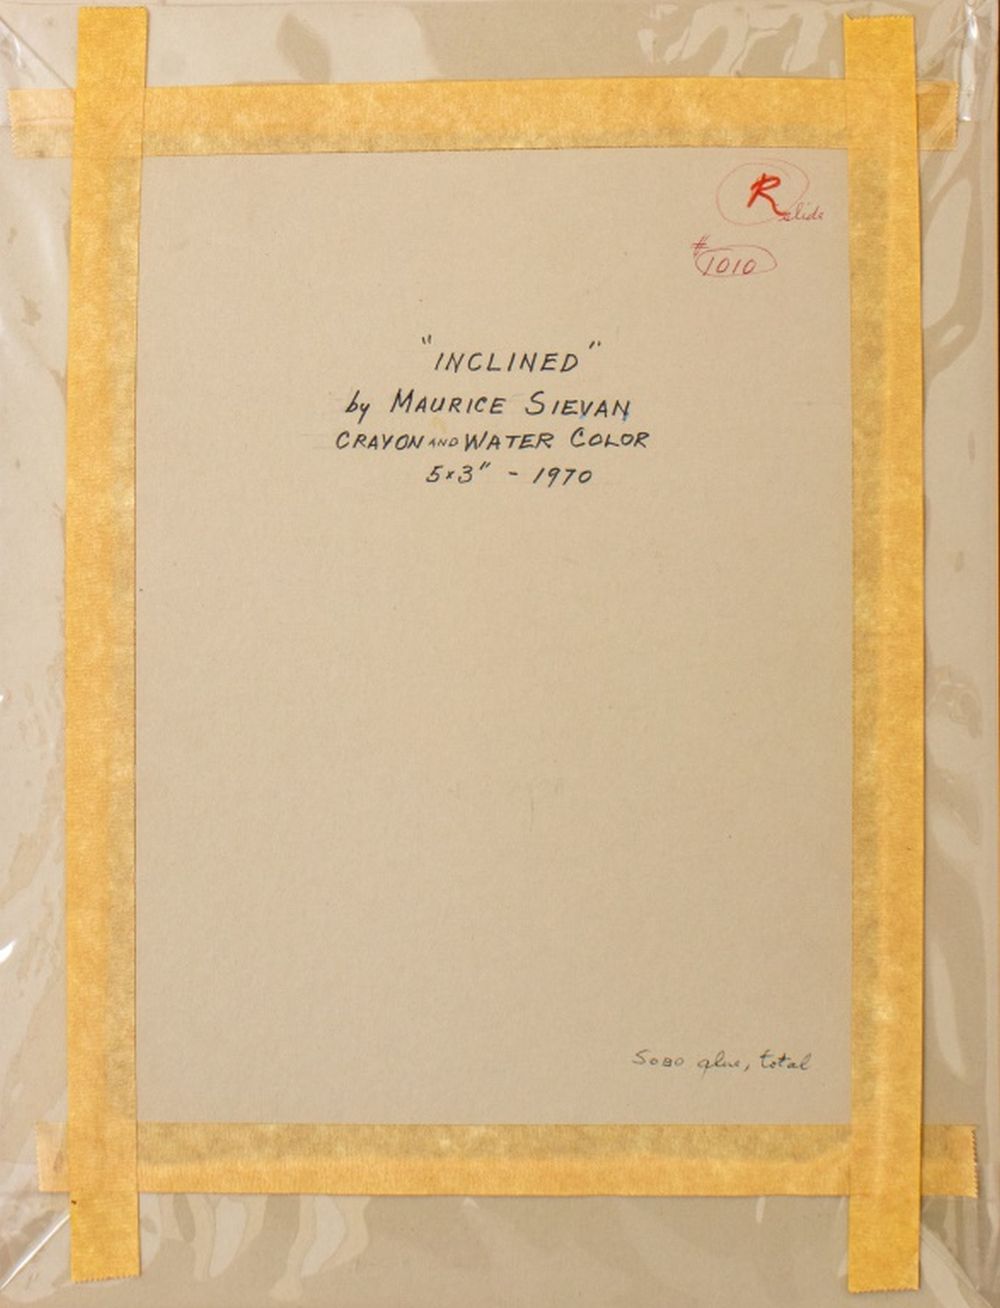 R slide
#1010
"INCLINED"
by MAURICE SIEVAN
CRAYON AND WATER COLOR
5x3" - 1970
SOBO glue, total